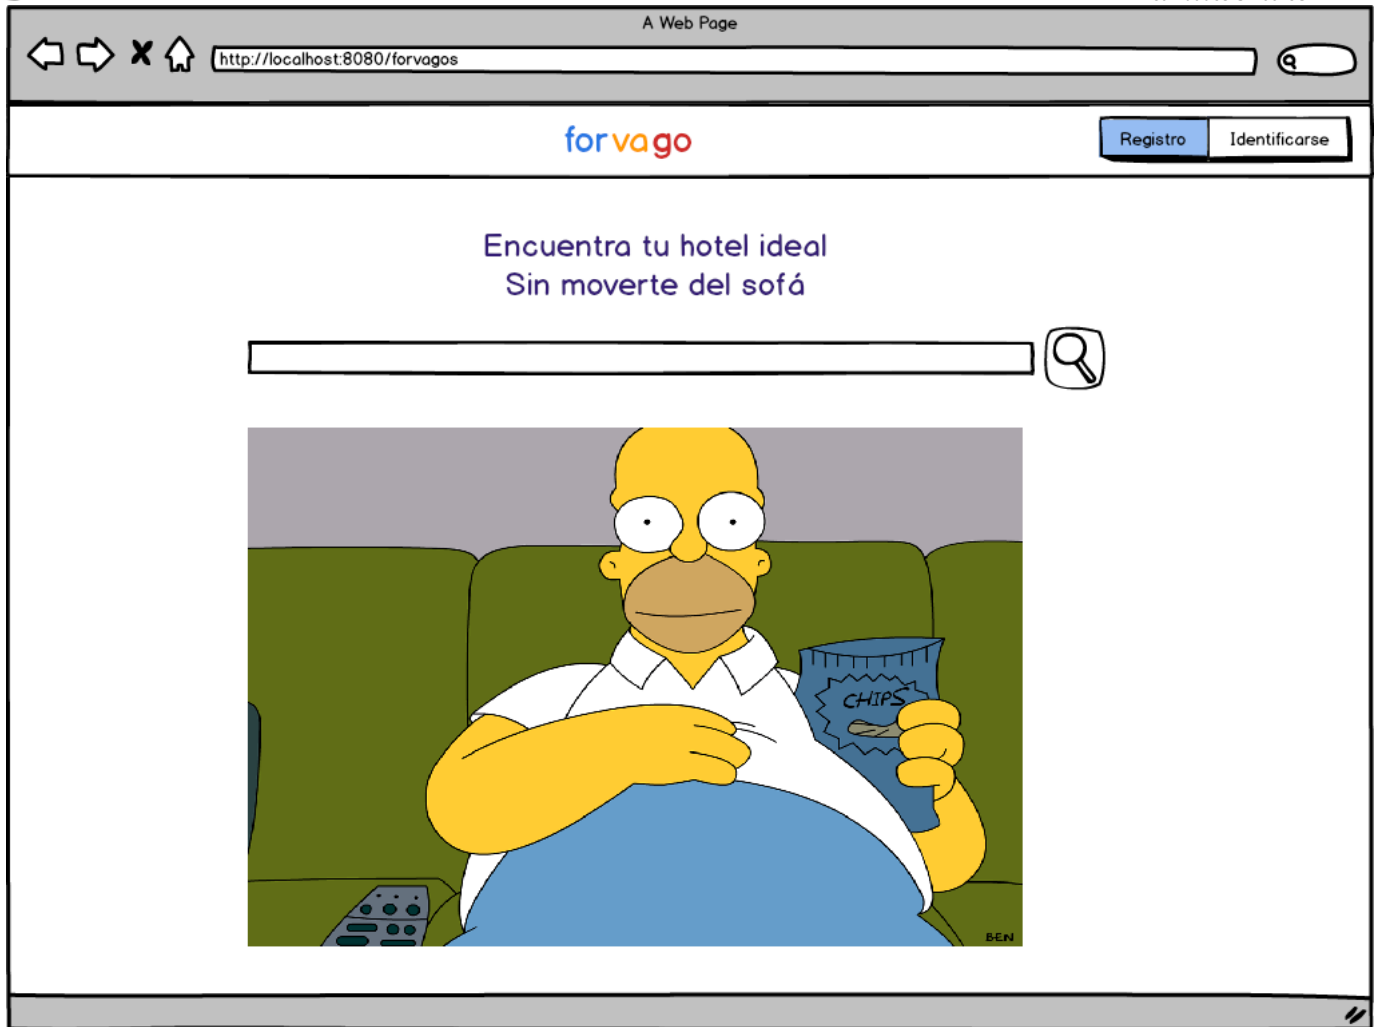 A Web Page
http://localhost:8080/forvagos
forvago
Registro
Identificarse
Encuentra tu hotel ideal
Sin moverte del sofá
CHIPS
BEN